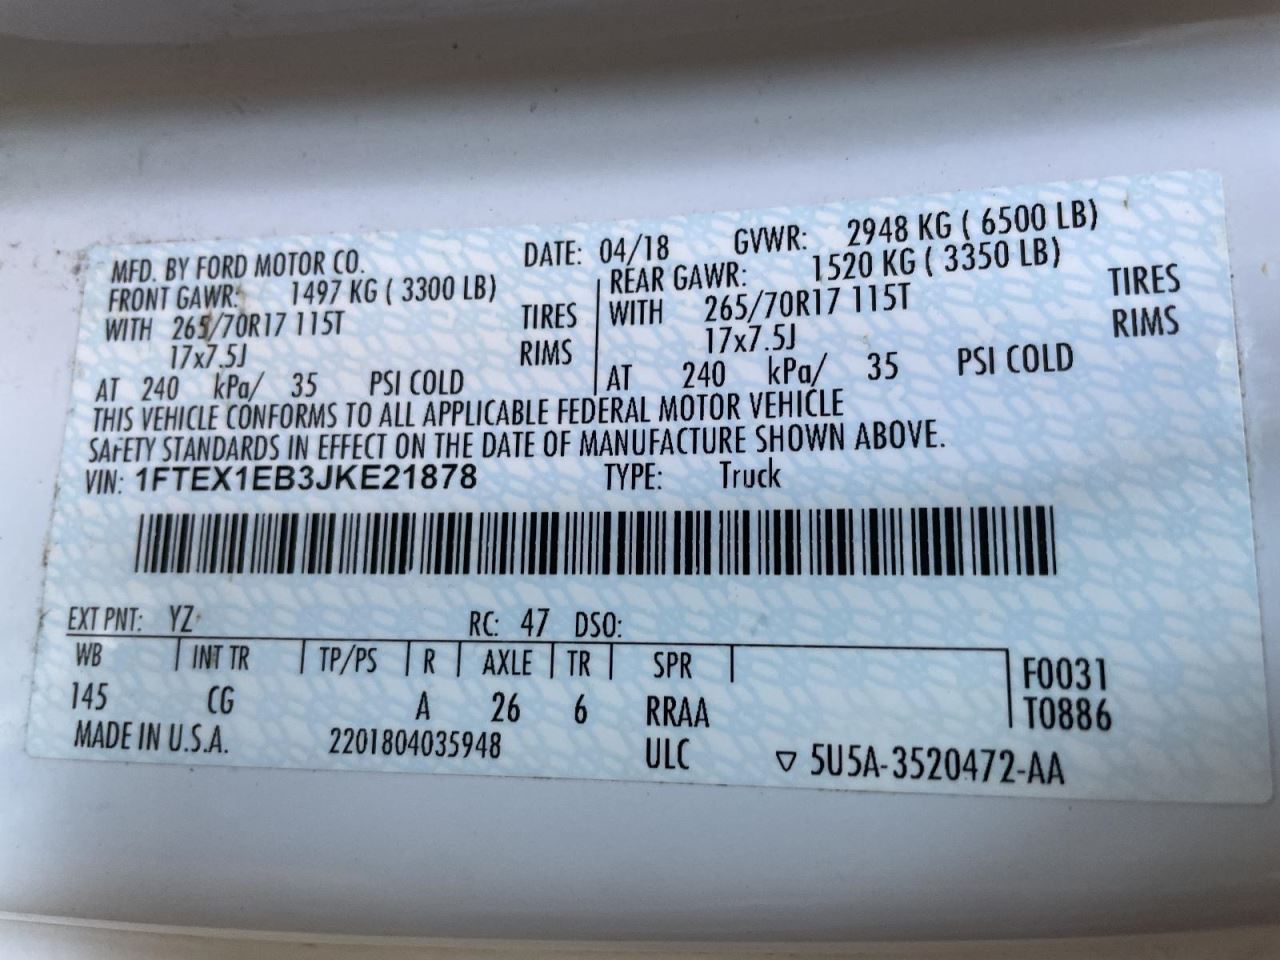 MFD. BY FORD MOTOR CO. DATE: 04/18 GVWR: 2948 KG ( 6500 LB)
FRONT GAWR: 1497 KG ( 3300 LB) REAR GAWR: 1520 KG ( 3350 LB)
WITH 265/70R17 115T TIRES WITH 265/70R17 115T TIRES
17x7.5J RIMS 17x7.5J RIMS
AT 240 kPa/ 35 PSI COLD AT 240 kPa/ 35 PSI COLD
THIS VEHICLE CONFORMS TO ALL APPLICABLE FEDERAL MOTOR VEHICLE
SAFETY STANDARDS IN EFFECT ON THE DATE OF MANUFACTURE SHOWN ABOVE.
VIN: 1FTEX1EB3JKE21878 TYPE: Truck
EXT PNT: YZ RC: 47 DSO:
WB INT TR TP/PS R AXLE TR SPR F0031
145 CG A 26 6 RRAA T0886
MADE IN U.S.A. 2201804035948 ULC ▽ 5U5A-3520472-AA